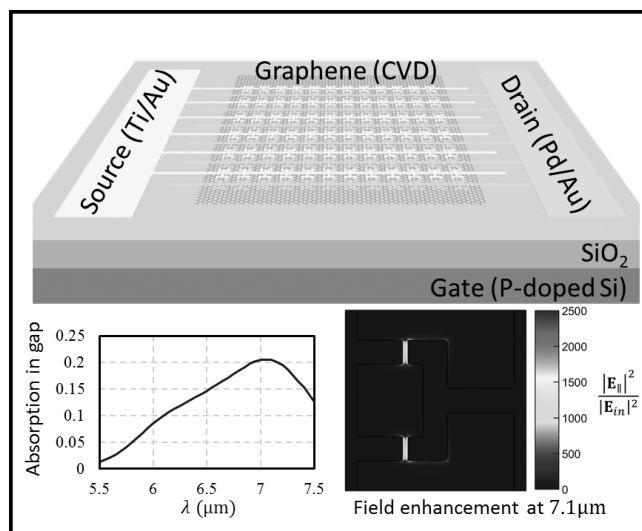 Graphene (CVD)
Source (Ti/Au)
Drain (Pd/Au)
SiO₂
Gate (P-doped Si)
Absorption in gap
0.25
0.2
0.15
0.1
0.05
0
5.5 6 6.5 7 7.5
λ (μm)
2500
2000
1500
1000
500
0
|E∥|²
|Eᵢₙ|²
Field enhancement at 7.1μm